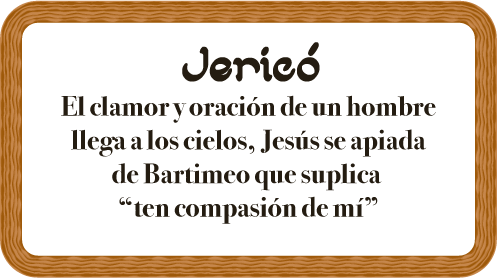 Jericó
El clamor y oración de un hombre
llega a los cielos, Jesús se apiada
de Bartimeo que suplica
“ten compasión de mí”